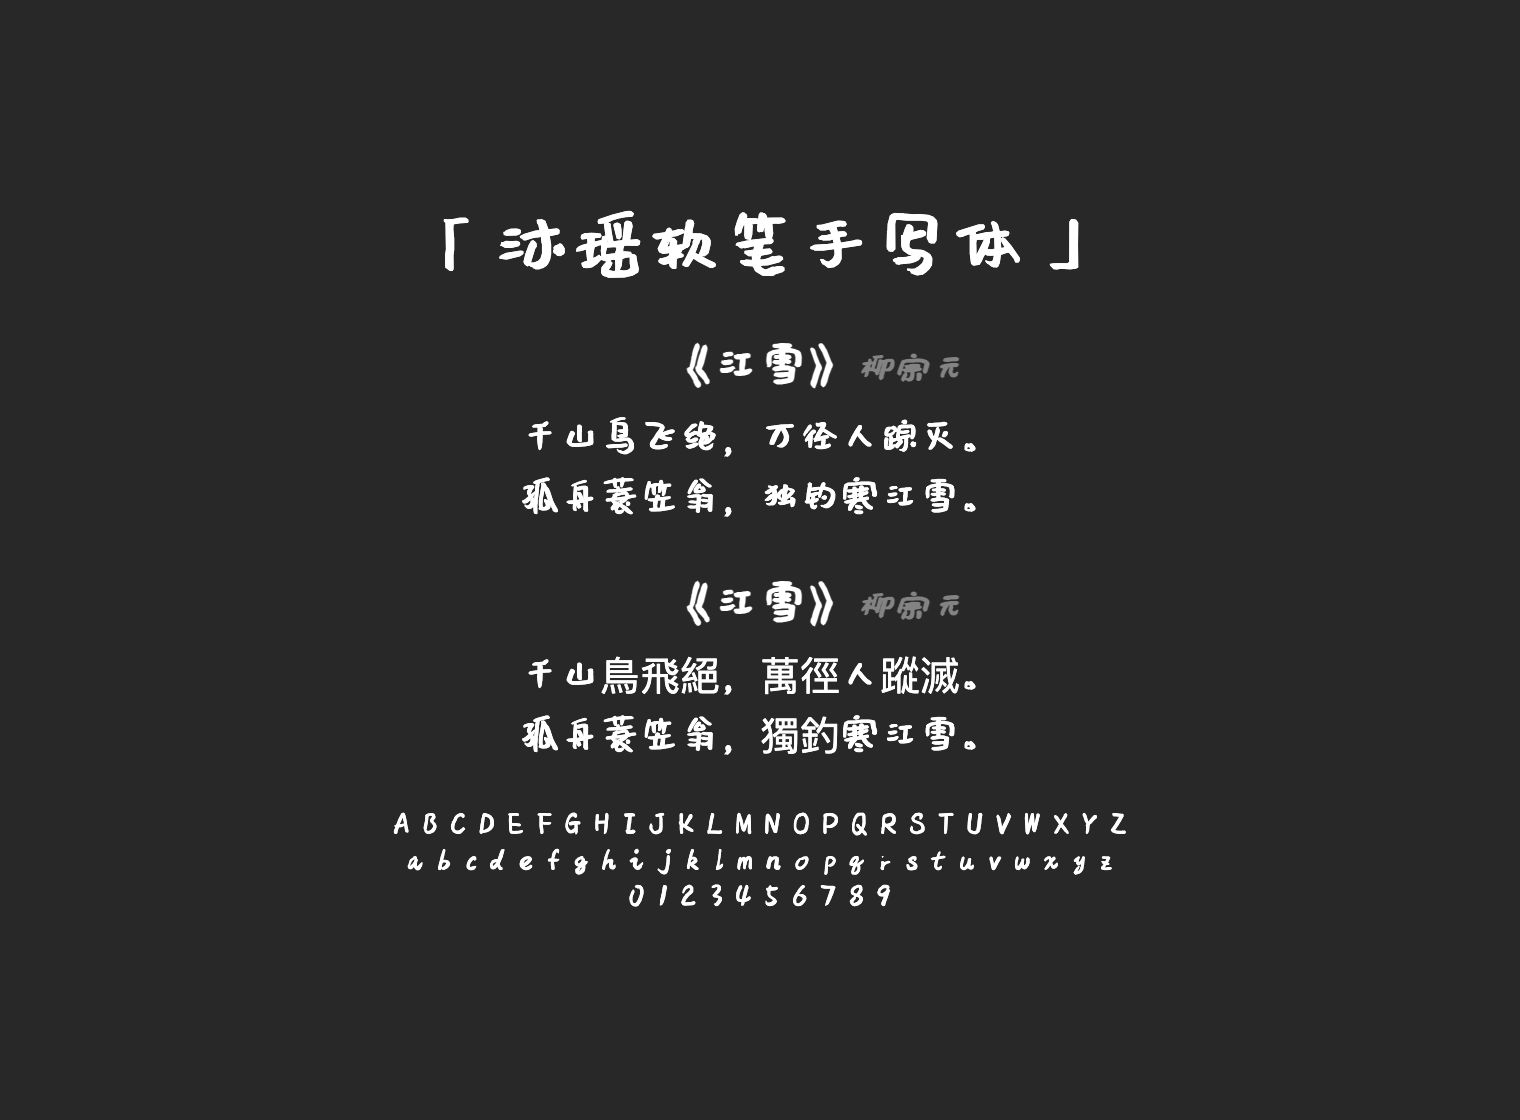 「沐瑶软笔手写体」
《江雪》 柳宗元
千山鸟飞绝，万径人踪灭。
孤舟蓑笠翁，独钓寒江雪。
《江雪》 柳宗元
千山鳥飛絕，萬徑人蹤滅。
孤舟蓑笠翁，獨釣寒江雪。
A B C D E F G H I J K L M N O P Q R S T U V W X Y Z
a b c d e f g h i j k l m n o p q r s t u v w x y z
0 1 2 3 4 5 6 7 8 9